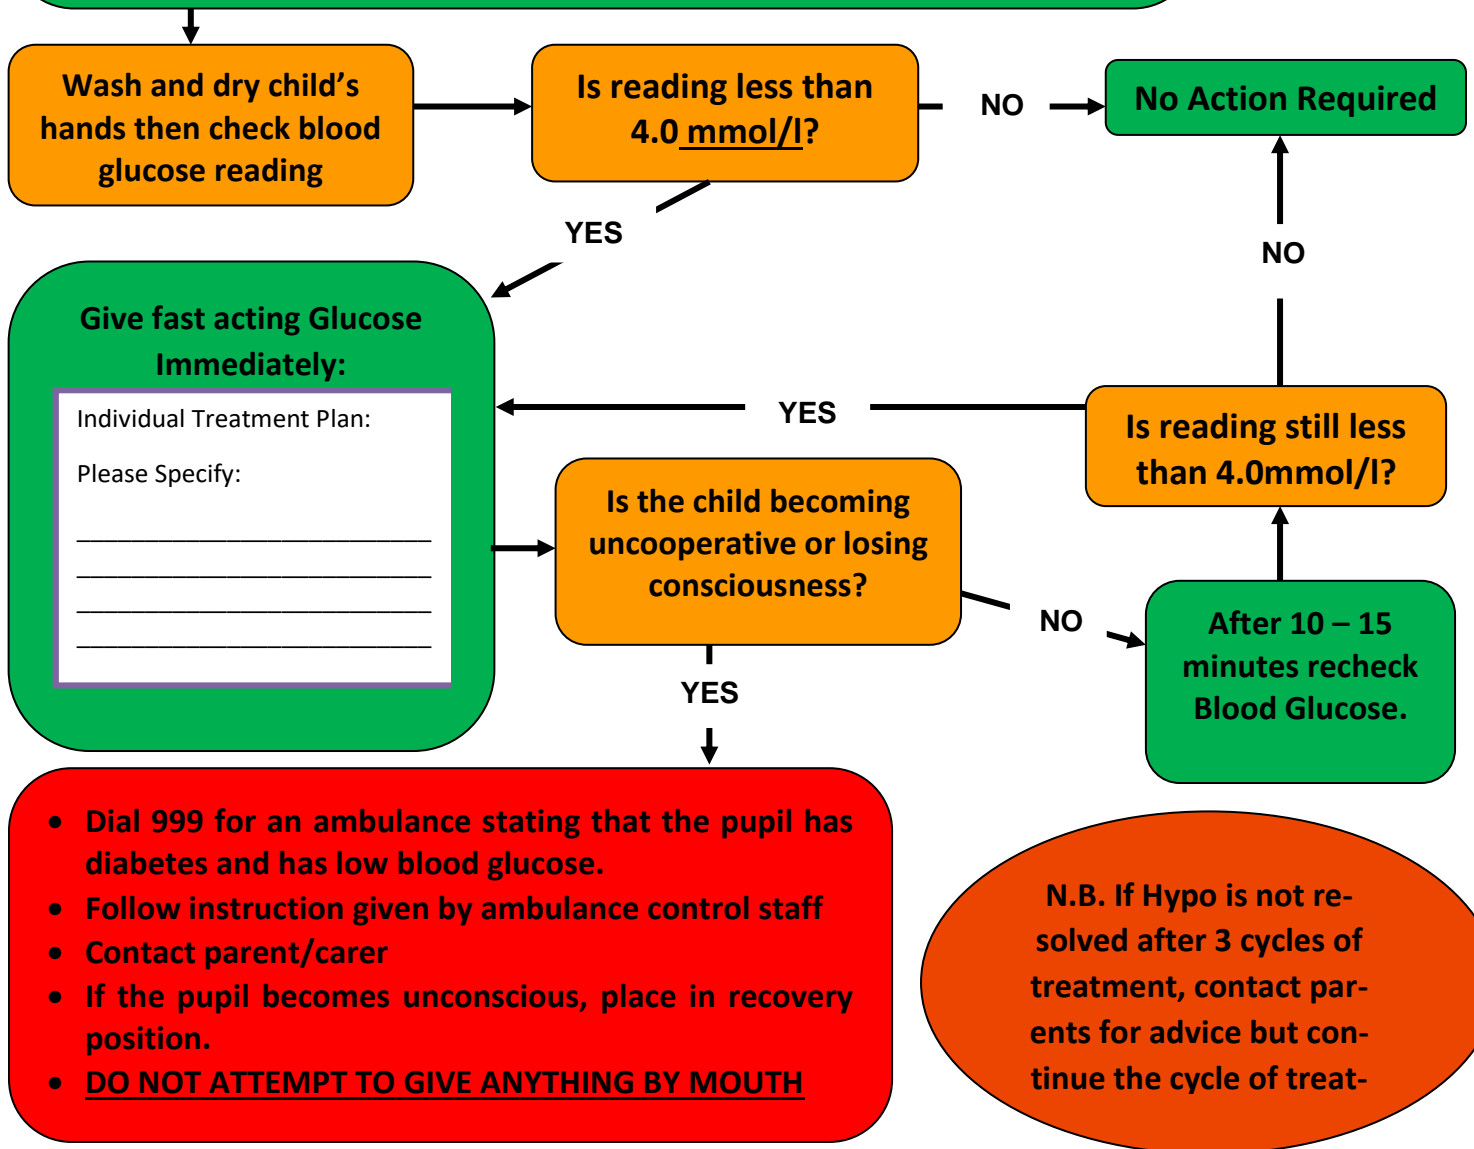 Wash and dry child’s
hands then check blood
glucose reading
Is reading less than
4.0 mmol/l?
NO
No Action Required
YES
NO
Give fast acting Glucose
Immediately:
Individual Treatment Plan:
Please Specify:
YES
Is reading still less
than 4.0mmol/l?
Is the child becoming
uncooperative or losing
consciousness?
NO
After 10 – 15
minutes recheck
Blood Glucose.
YES
• Dial 999 for an ambulance stating that the pupil has
diabetes and has low blood glucose.
• Follow instruction given by ambulance control staff
• Contact parent/carer
• If the pupil becomes unconscious, place in recovery
position.
• DO NOT ATTEMPT TO GIVE ANYTHING BY MOUTH
N.B. If Hypo is not re-
solved after 3 cycles of
treatment, contact par-
ents for advice but con-
tinue the cycle of treat-